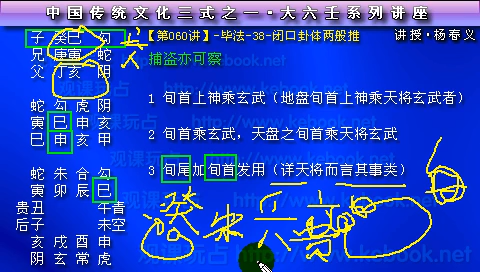 中国传统文化三式之一·大六壬系列讲座
【第060讲】-毕法-38-闭口卦体两般推
讲授·杨春义
捕盗亦可察
子 癸巳 勾
兄 庚寅 蛇
父 丁亥 阴
蛇 勾 虎 阴
寅 巳 申 亥
巳 申 亥 甲
蛇 朱 合 勾
寅 卯 辰 巳
贵丑 午青
后子 未空
亥 戌 酉 申
阴 玄 常 虎
1 旬首上神乘玄武（地盘旬首上神乘天将玄武者）
2 旬首乘玄武，天盘之旬首乘天将玄武
3 旬尾加旬首发用（详天将而言其事类）
www.kebook.net